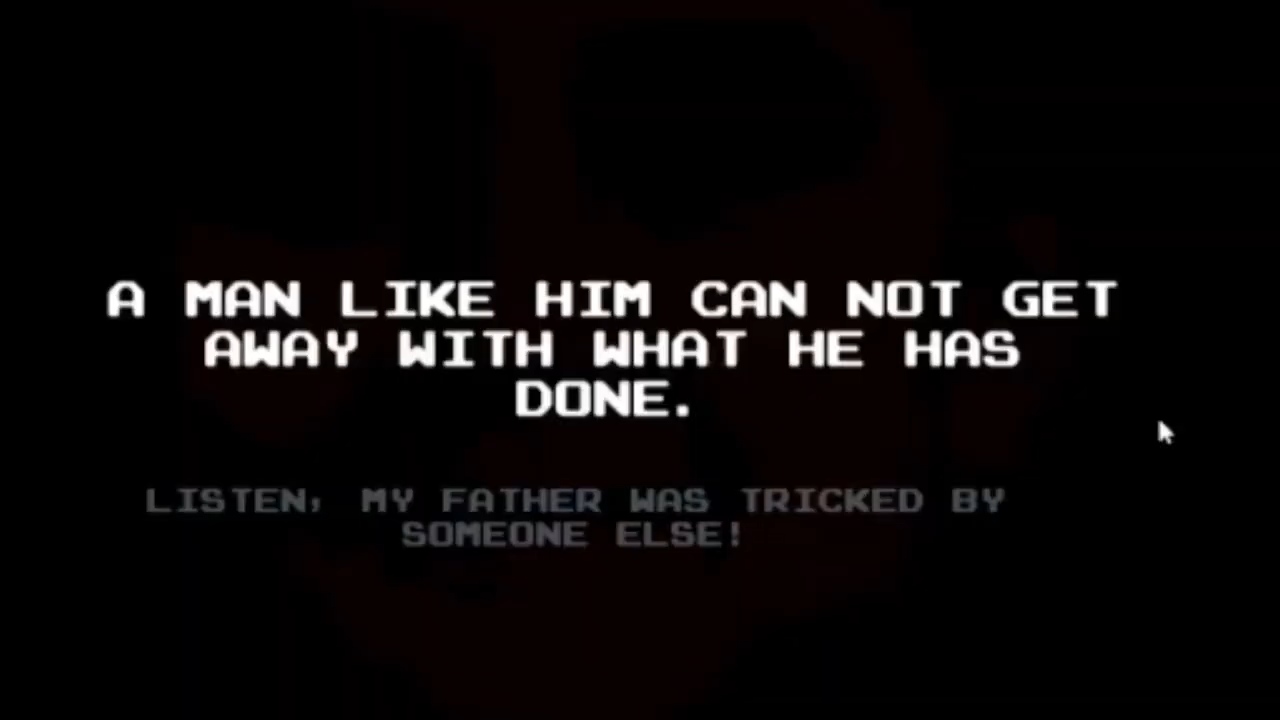 A MAN LIKE HIM CAN NOT GET
AWAY WITH WHAT HE HAS
DONE.
LISTEN, MY FATHER WAS TRICKED BY
SOMEONE ELSE!